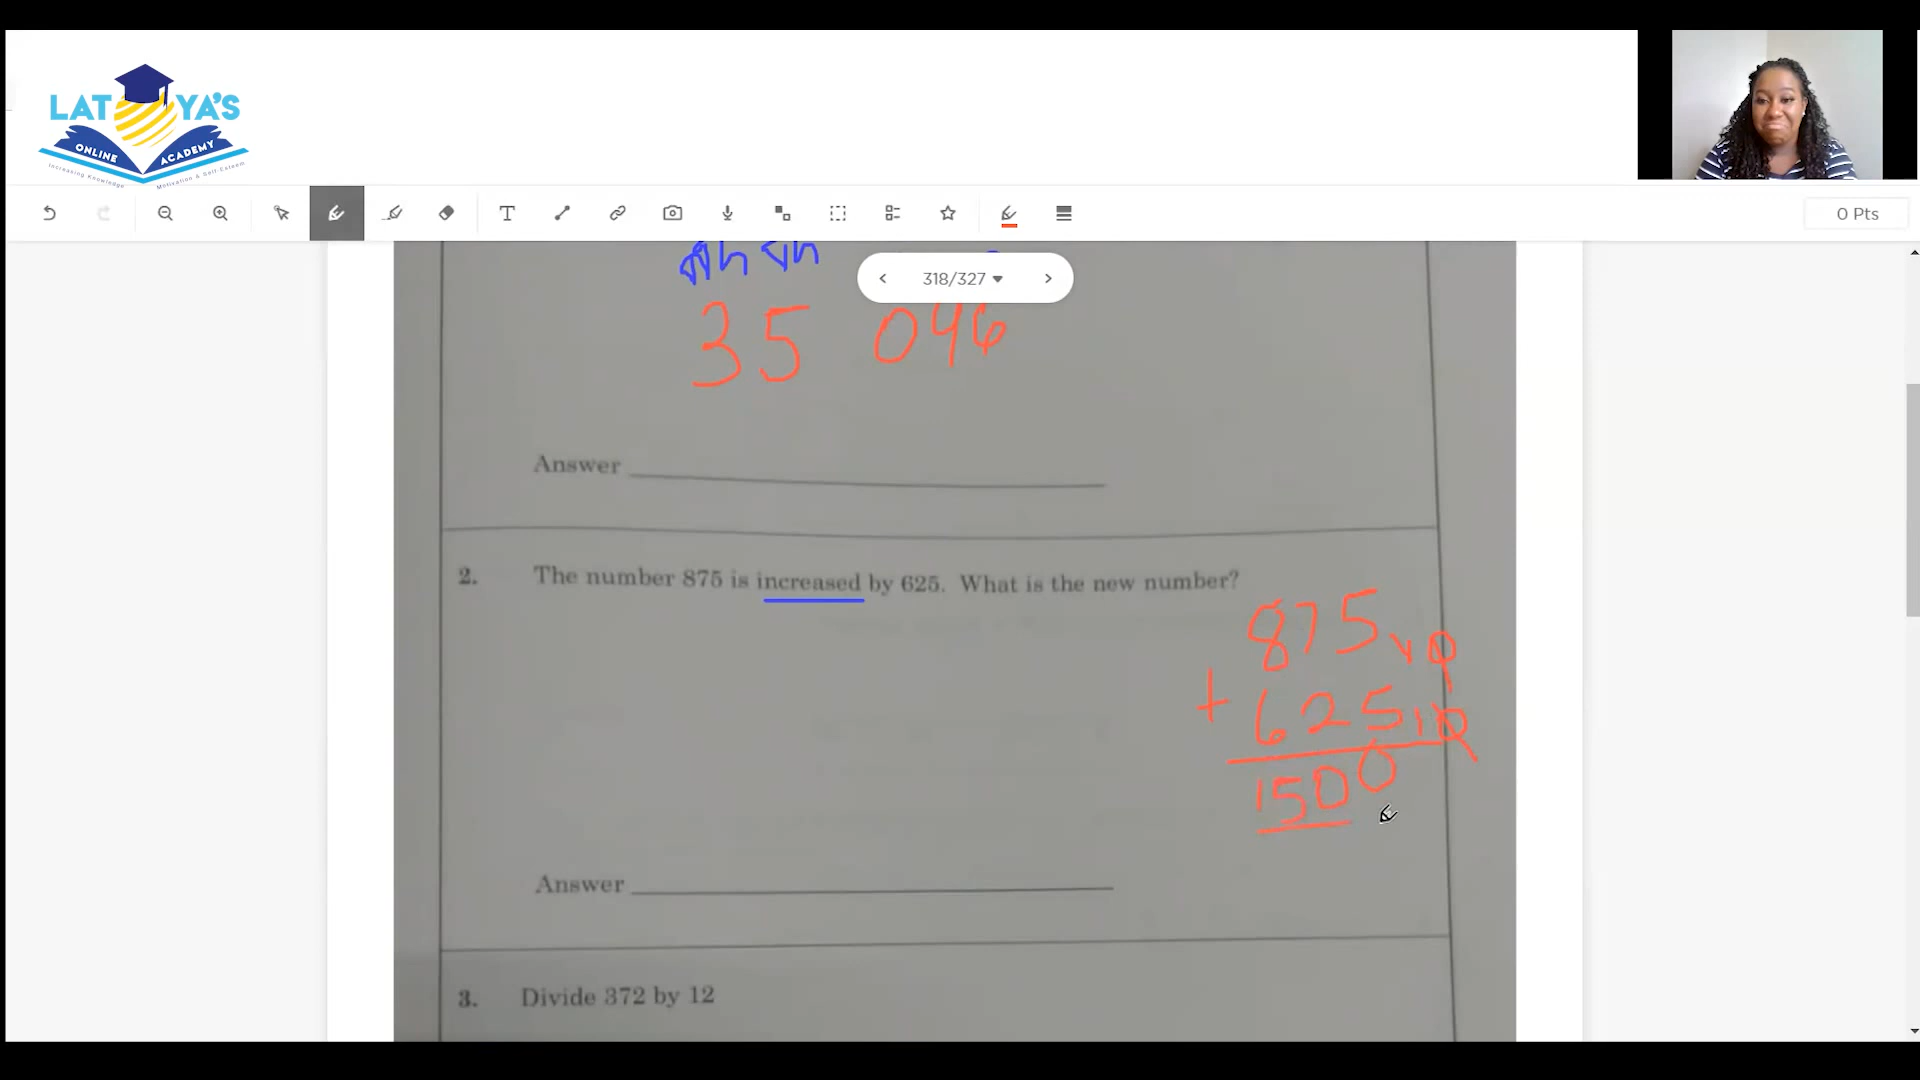 LATOYA'S
ONLINE ACADEMY
Increasing Knowledge Motivation & Self-Esteem
0 Pts
318/327
35 046
Answer
2. The number 875 is increased by 625. What is the new number?
875
+ 625
1500
Answer
3. Divide 372 by 12